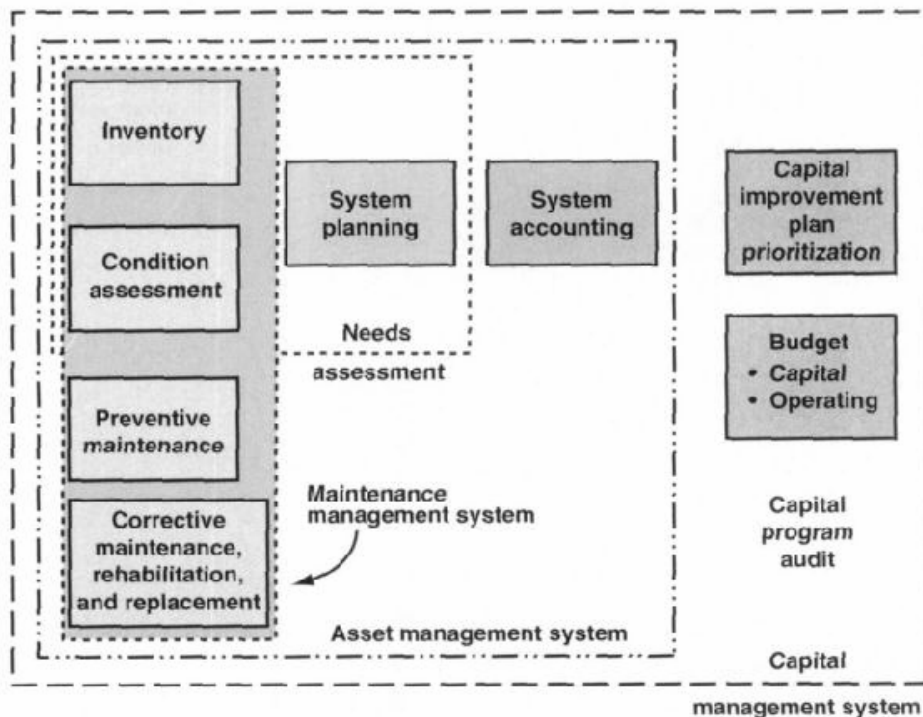 Inventory
Condition
assessment
Preventive
maintenance
Corrective
maintenance,
rehabilitation,
and replacement
System
planning
Needs
assessment
System
accounting
Maintenance
management system
Asset management system
Capital
improvement
plan
prioritization
Budget
• Capital
• Operating
Capital
program
audit
Capital
management system